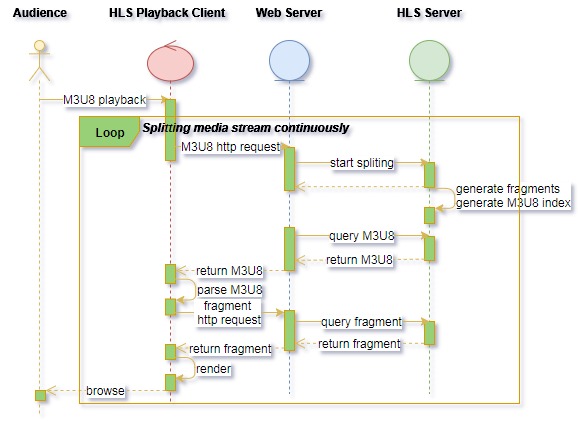 Audience
HLS Playback Client
Web Server
HLS Server
M3U8 playback
Loop
Splitting media stream continuously
M3U8 http request
start spliting
generate fragments
generate M3U8 index
query M3U8
return M3U8
return M3U8
parse M3U8
fragment
http request
query fragment
return fragment
return fragment
render
browse